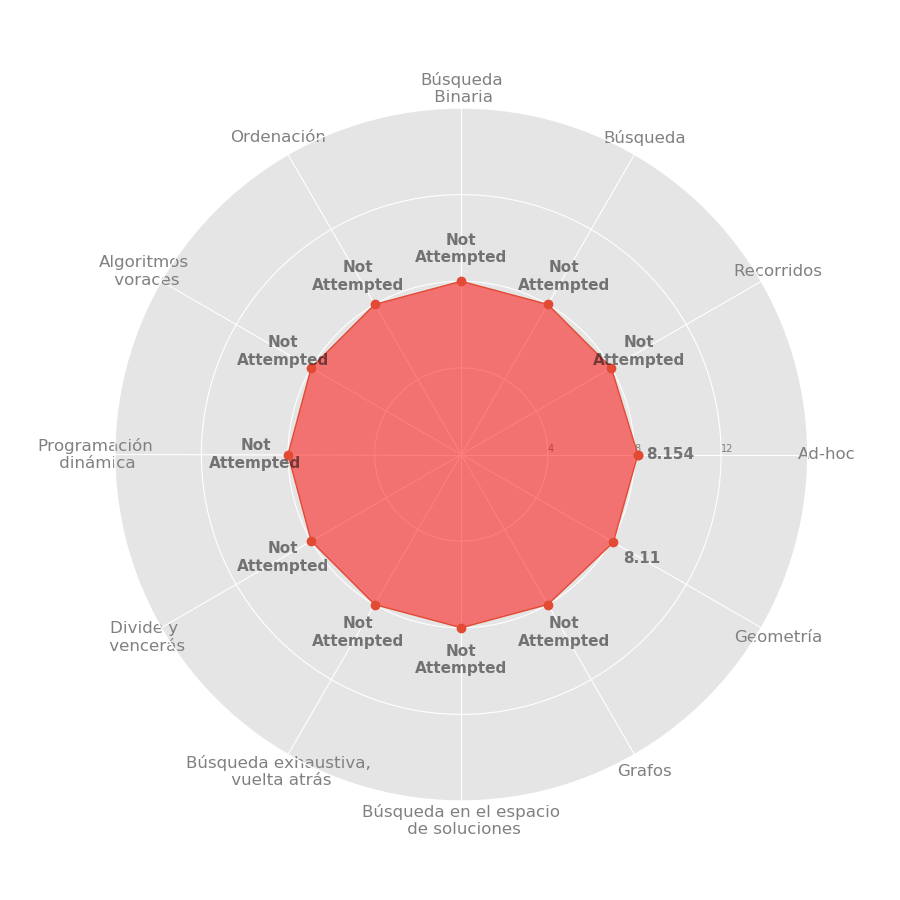 Búsqueda
Binaria
Ordenación
Búsqueda
Not
Attempted
Not
Attempted
Not
Attempted
Algoritmos
voraces
Recorridos
Not
Attempted
Not
Attempted
Programación
dinámica
Not
Attempted
4
8
12
8.154
Ad-hoc
Not
Attempted
8.11
Divide y
vencerás
Not
Attempted
Not
Attempted
Geometría
Not
Attempted
Búsqueda exhaustiva,
vuelta atrás
Grafos
Búsqueda en el espacio
de soluciones